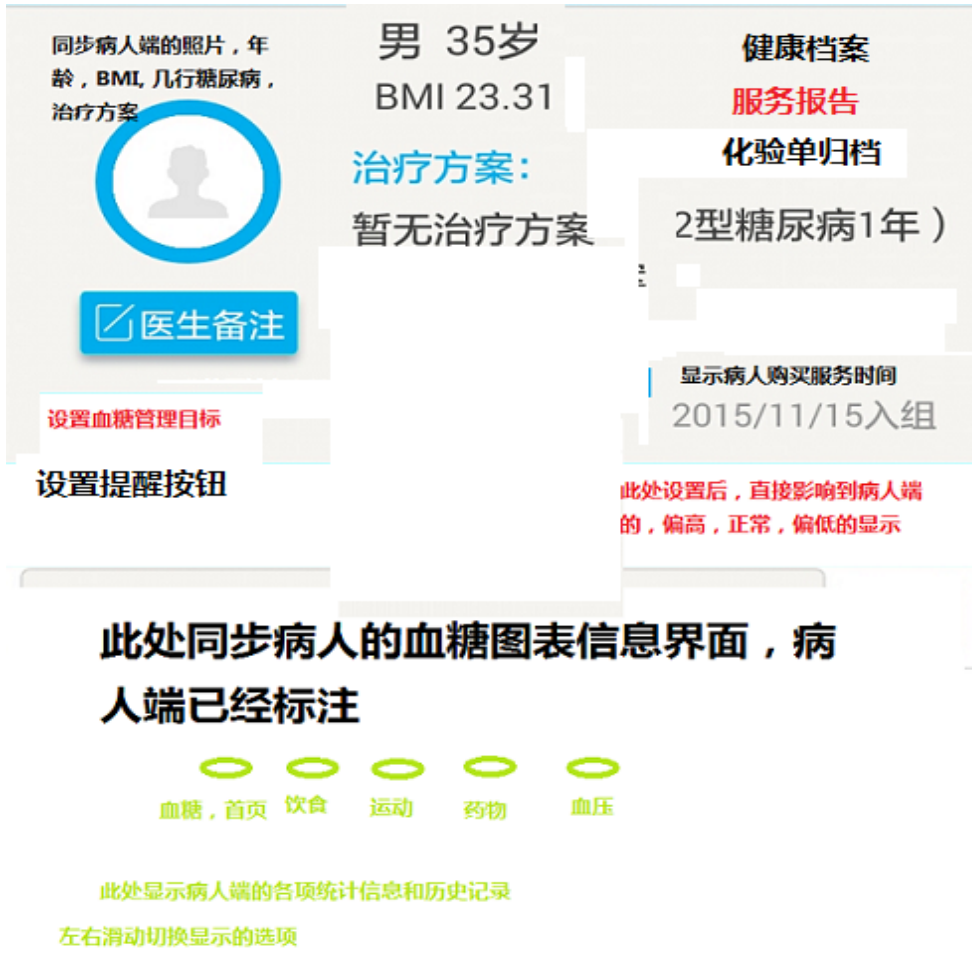 同步病人端的照片，年
龄，BMI, 几行糖尿病，
治疗方案
男 35岁
BMI 23.31
治疗方案：
暂无治疗方案
健康档案
服务报告
化验单归档
2型糖尿病1年）
医生备注
显示病人购买服务时间
2015/11/15入组
设置血糖管理目标
设置提醒按钮
此处设置后，直接影响到病人端
的，偏高，正常，偏低的显示
此处同步病人的血糖图表信息界面，病
人端已经标注
血糖，首页
饮食
运动
药物
血压
此处显示病人端的各项统计信息和历史记录
左右滑动切换显示的选项